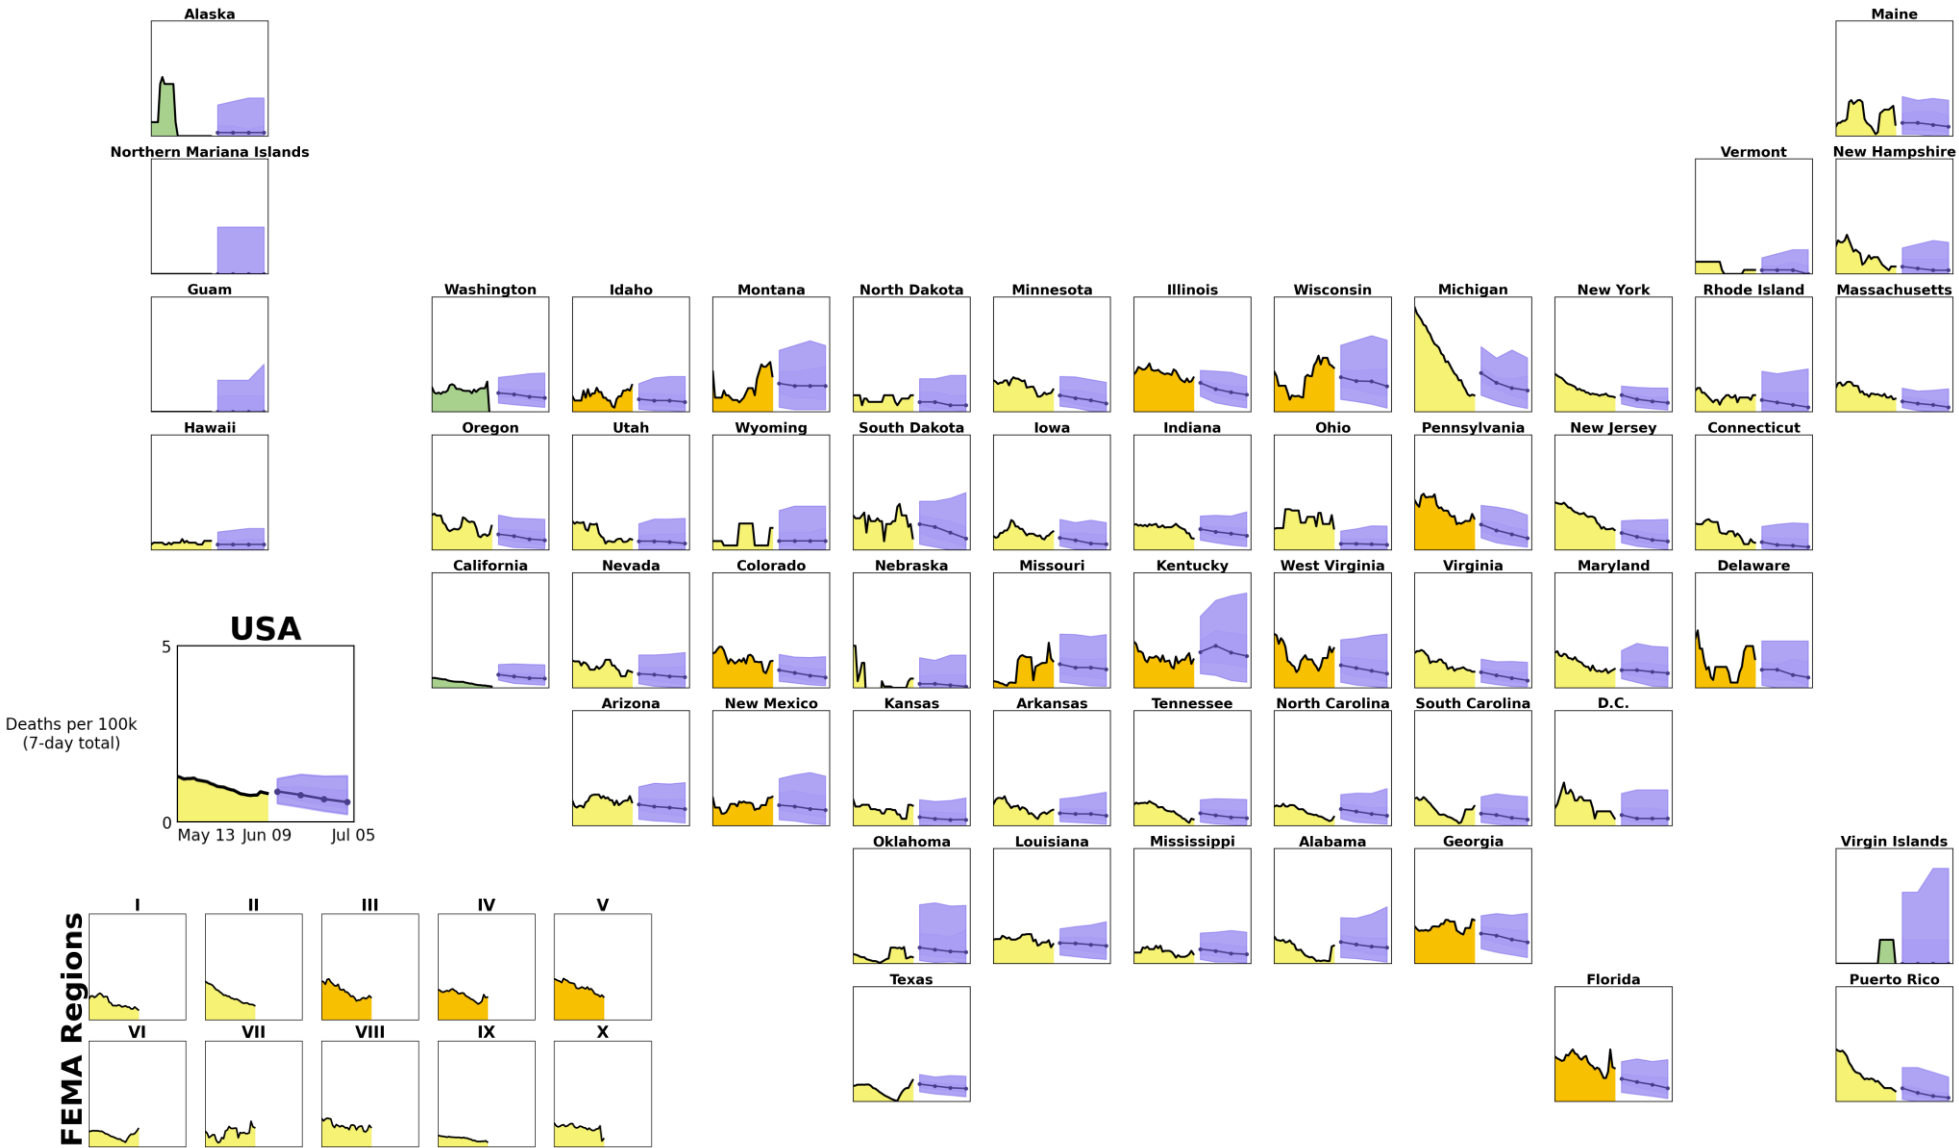 Alaska
Maine
Northern Mariana Islands
Vermont
New Hampshire
Guam
Washington
Idaho
Montana
North Dakota
Minnesota
Illinois
Wisconsin
Michigan
New York
Rhode Island
Massachusetts
Hawaii
Oregon
Utah
Wyoming
South Dakota
Iowa
Indiana
Ohio
Pennsylvania
New Jersey
Connecticut
California
Nevada
Colorado
Nebraska
Missouri
Kentucky
West Virginia
Virginia
Maryland
Delaware
USA
5
Deaths per 100k
(7-day total)
0
May 13 Jun 09
Jul 05
Arizona
New Mexico
Kansas
Arkansas
Tennessee
North Carolina
South Carolina
D.C.
Oklahoma
Louisiana
Mississippi
Alabama
Georgia
Virgin Islands
Texas
Florida
Puerto Rico
FEMA Regions
I
II
III
IV
V
VI
VII
VIII
IX
X